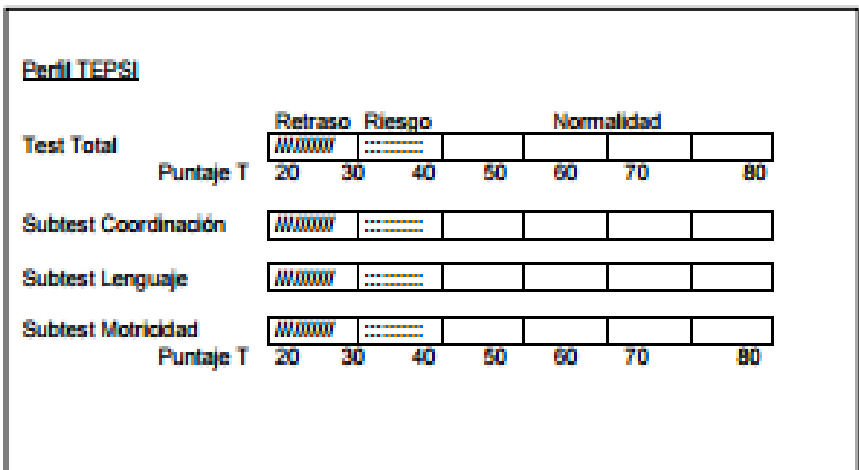 Perfil TEPSI
Retraso Riesgo Normalidad
Test Total
Puntaje T 20 30 40 50 60 70 80
Subtest Coordinación
Subtest Lenguaje
Subtest Motricidad
Puntaje T 20 30 40 50 60 70 80